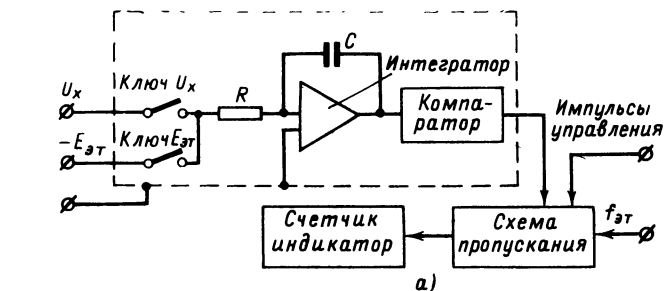 C
Uх
Ключ Uх
R
Интегратор
-Eэт
Ключ Eэт
Компа-
ратор
Импульсы
управления
Счетчик
индикатор
Схема
пропускания
fэт
а)